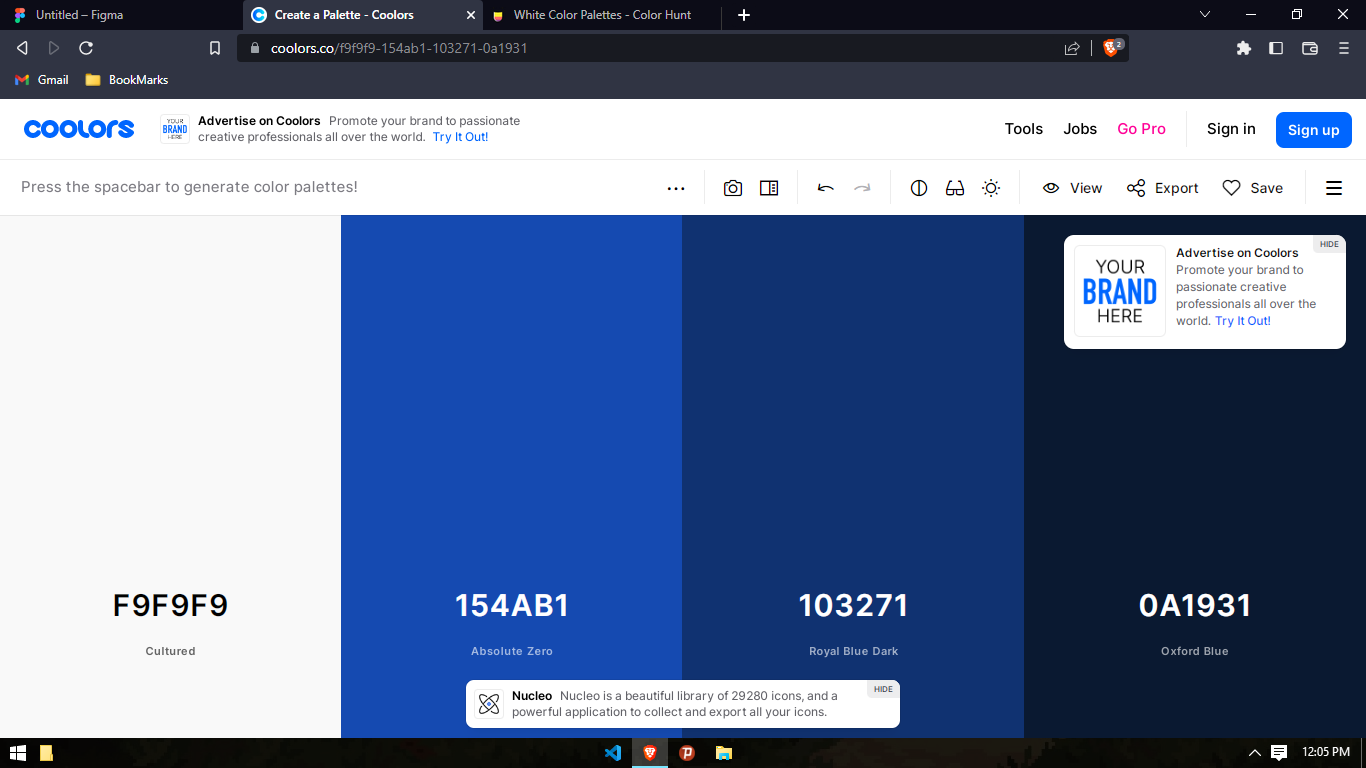 Untitled – Figma
Create a Palette - Coolors
White Color Palettes - Color Hunt
coolors.co/f9f9f9-154ab1-103271-0a1931
2
Gmail
BookMarks
coolors
YOUR BRAND HERE
Advertise on Coolors Promote your brand to passionate
creative professionals all over the world. Try It Out!
Tools
Jobs
Go Pro
Sign in
Sign up
Press the spacebar to generate color palettes!
View
Export
Save
HIDE
YOUR
BRAND
HERE
Advertise on Coolors
Promote your brand to
passionate creative
professionals all over the
world. Try It Out!
F9F9F9
Cultured
154AB1
Absolute Zero
103271
Royal Blue Dark
0A1931
Oxford Blue
HIDE
Nucleo Nucleo is a beautiful library of 29280 icons, and a
powerful application to collect and export all your icons.
12:05 PM